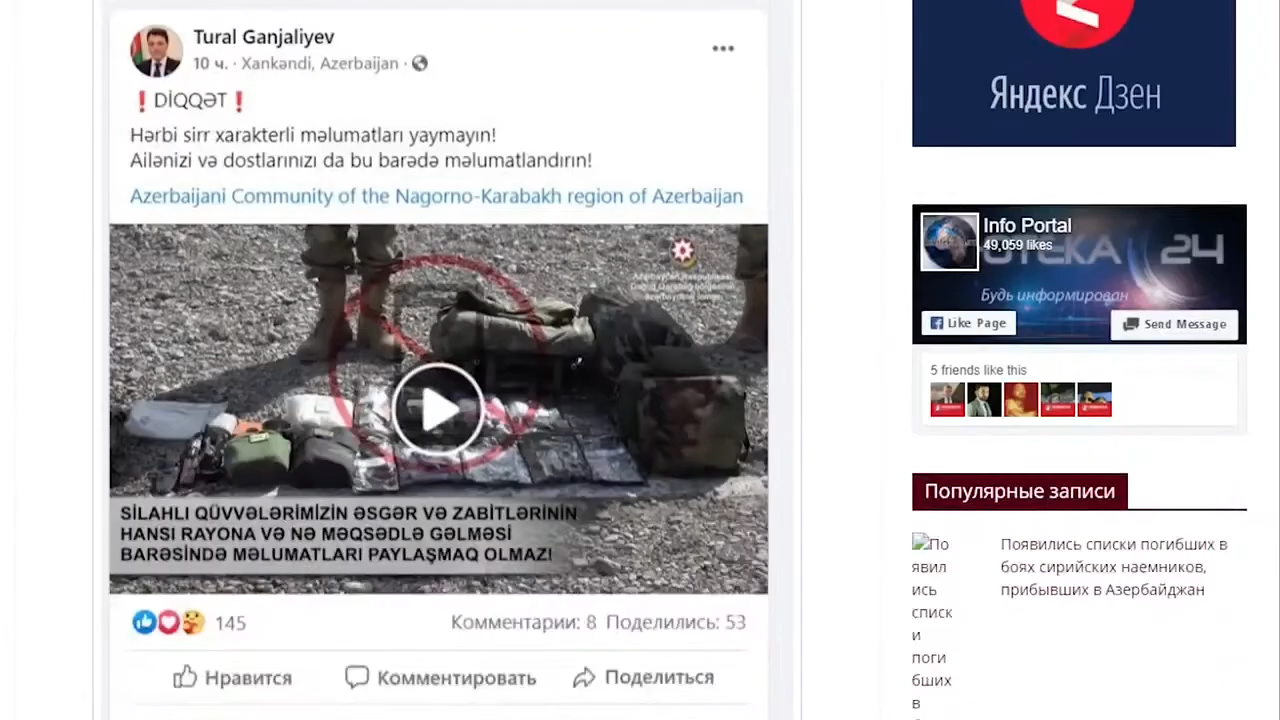 Tural Ganjaliyev
10 ч. · Xankəndi, Azerbaijan ·
❗DİQQƏT❗
Hərbi sirr xarakterli məlumatları yaymayın!
Ailənizi və dostlarınızı da bu barədə məlumatlandırın!
Azerbaijani Community of the Nagorno-Karabakh region of Azerbaijan
SİLAHLI QÜVVƏLƏRİMİZİN ƏSGƏR VƏ ZABİTLƏRİNİN
HANSI RAYONA VƏ NƏ MƏQSƏDLƏ GƏLMƏSİ
BARƏSİNDƏ MƏLUMATLARI PAYLAŞMAQ OLMAZ!
145
Комментарии: 8 Поделились: 53
Нравится
Комментировать
Поделиться
Яндекс Дзен
Info Portal
49,059 likes
24
Будь информирован
Like Page
Send Message
5 friends like this
Популярные записи
По
явил
ись
списк
и
поги
бших
в
Появились списки погибших в
боях сирийских наемников,
прибывших в Азербайджан